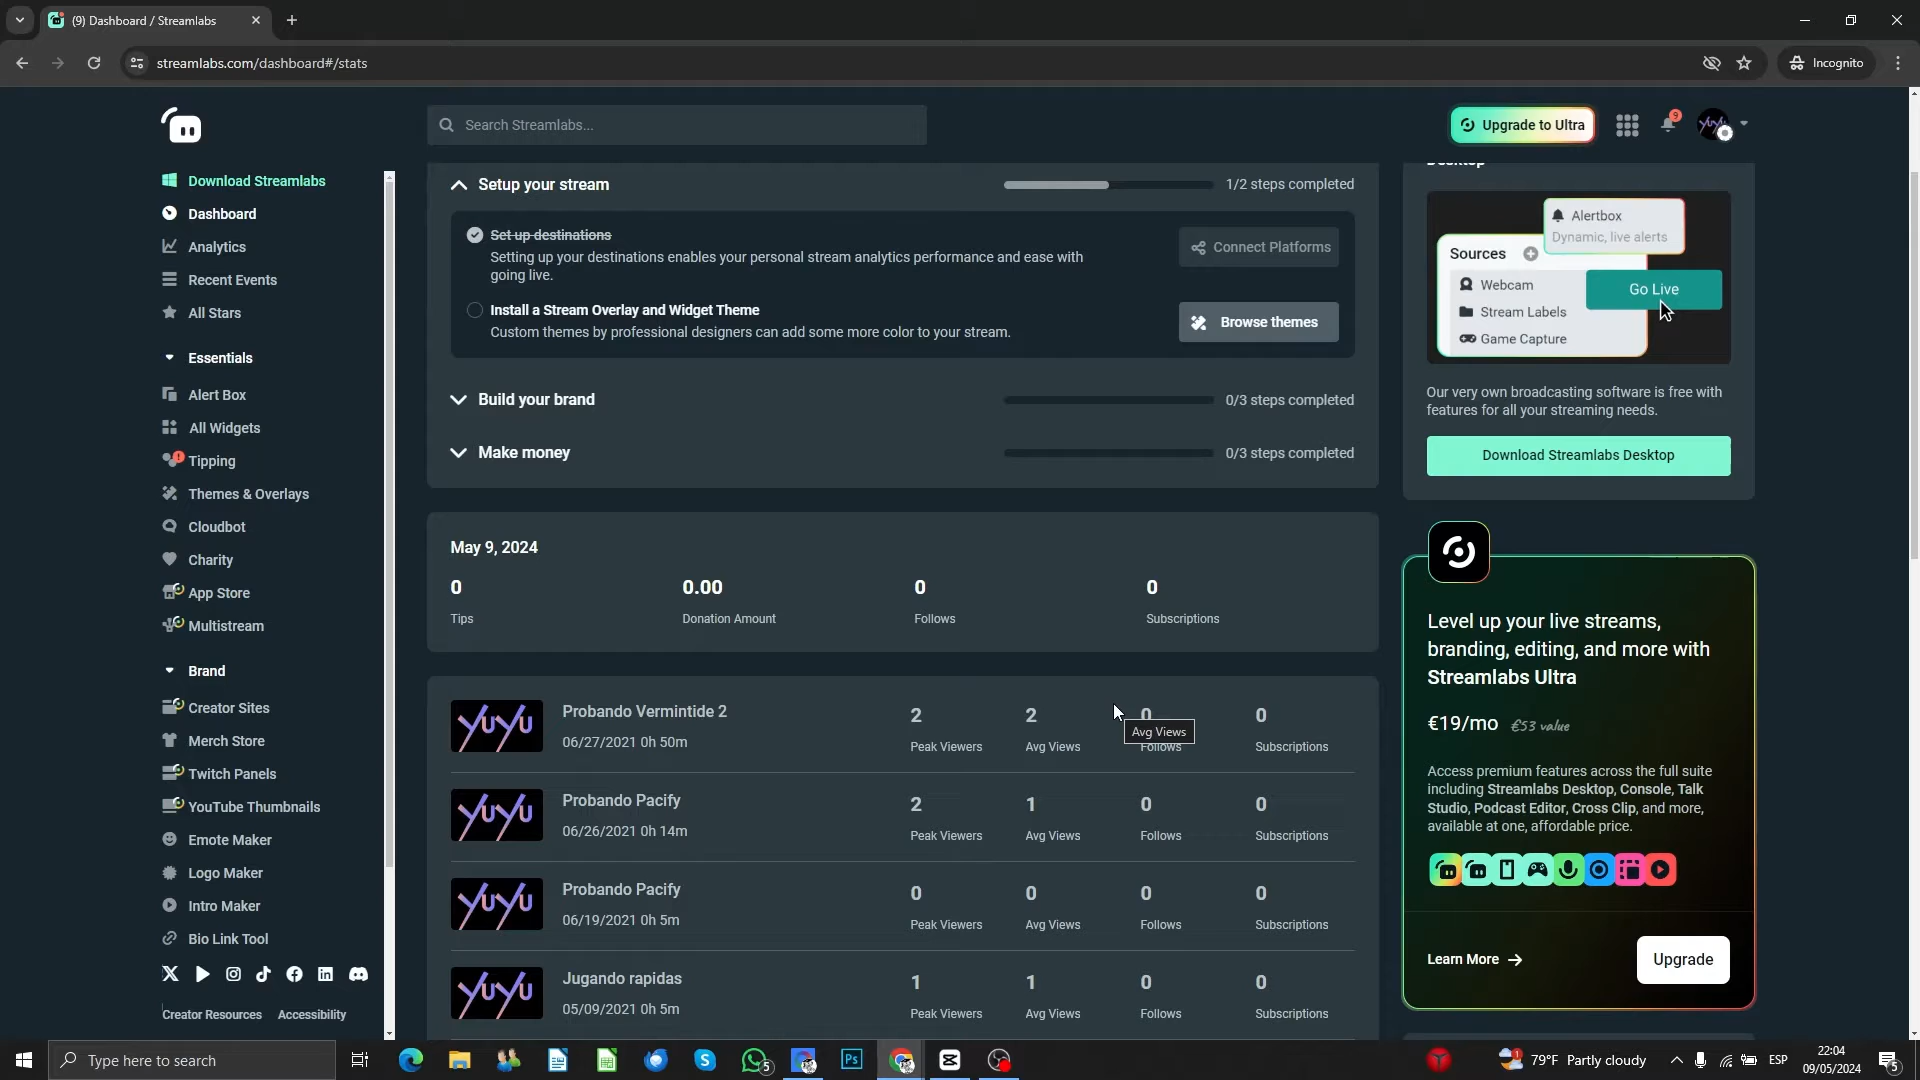 (9) Dashboard / Streamlabs
streamlabs.com/dashboard#/stats
Incognito
Search Streamlabs...
Upgrade to Ultra
9
Download Streamlabs
Dashboard
Analytics
Recent Events
All Stars
Essentials
Alert Box
All Widgets
Tipping
Themes & Overlays
Cloudbot
Charity
App Store
Multistream
Brand
Creator Sites
Merch Store
Twitch Panels
YouTube Thumbnails
Emote Maker
Logo Maker
Intro Maker
Bio Link Tool
Creator Resources Accessibility
Setup your stream
1/2 steps completed
Set up destinations
Setting up your destinations enables your personal stream analytics performance and ease with
going live.
Connect Platforms
Install a Stream Overlay and Widget Theme
Custom themes by professional designers can add some more color to your stream.
Browse themes
Build your brand
0/3 steps completed
Make money
0/3 steps completed
May 9, 2024
0 0.00 0 0
Tips Donation Amount Follows Subscriptions
YuYu
Probando Vermintide 2
06/27/2021 0h 50m
2 2 0 0
Peak Viewers Avg Views Follows Subscriptions
Avg Views
YuYu
Probando Pacify
06/26/2021 0h 14m
2 1 0 0
Peak Viewers Avg Views Follows Subscriptions
YuYu
Probando Pacify
06/19/2021 0h 5m
0 0 0 0
Peak Viewers Avg Views Follows Subscriptions
YuYu
Jugando rapidas
05/09/2021 0h 5m
1 1 0 0
Peak Viewers Avg Views Follows Subscriptions
Desktop
Alertbox
Dynamic, live alerts
Sources
Webcam
Stream Labels
Game Capture
Go Live
Our very own broadcasting software is free with
features for all your streaming needs.
Download Streamlabs Desktop
Level up your live streams,
branding, editing, and more with
Streamlabs Ultra
€19/mo €53 value
Access premium features across the full suite
including Streamlabs Desktop, Console, Talk
Studio, Podcast Editor, Cross Clip, and more,
available at one, affordable price.
Learn More
Upgrade
Type here to search
5
Ps
79°F Partly cloudy
ESP
22:04
09/05/2024
5